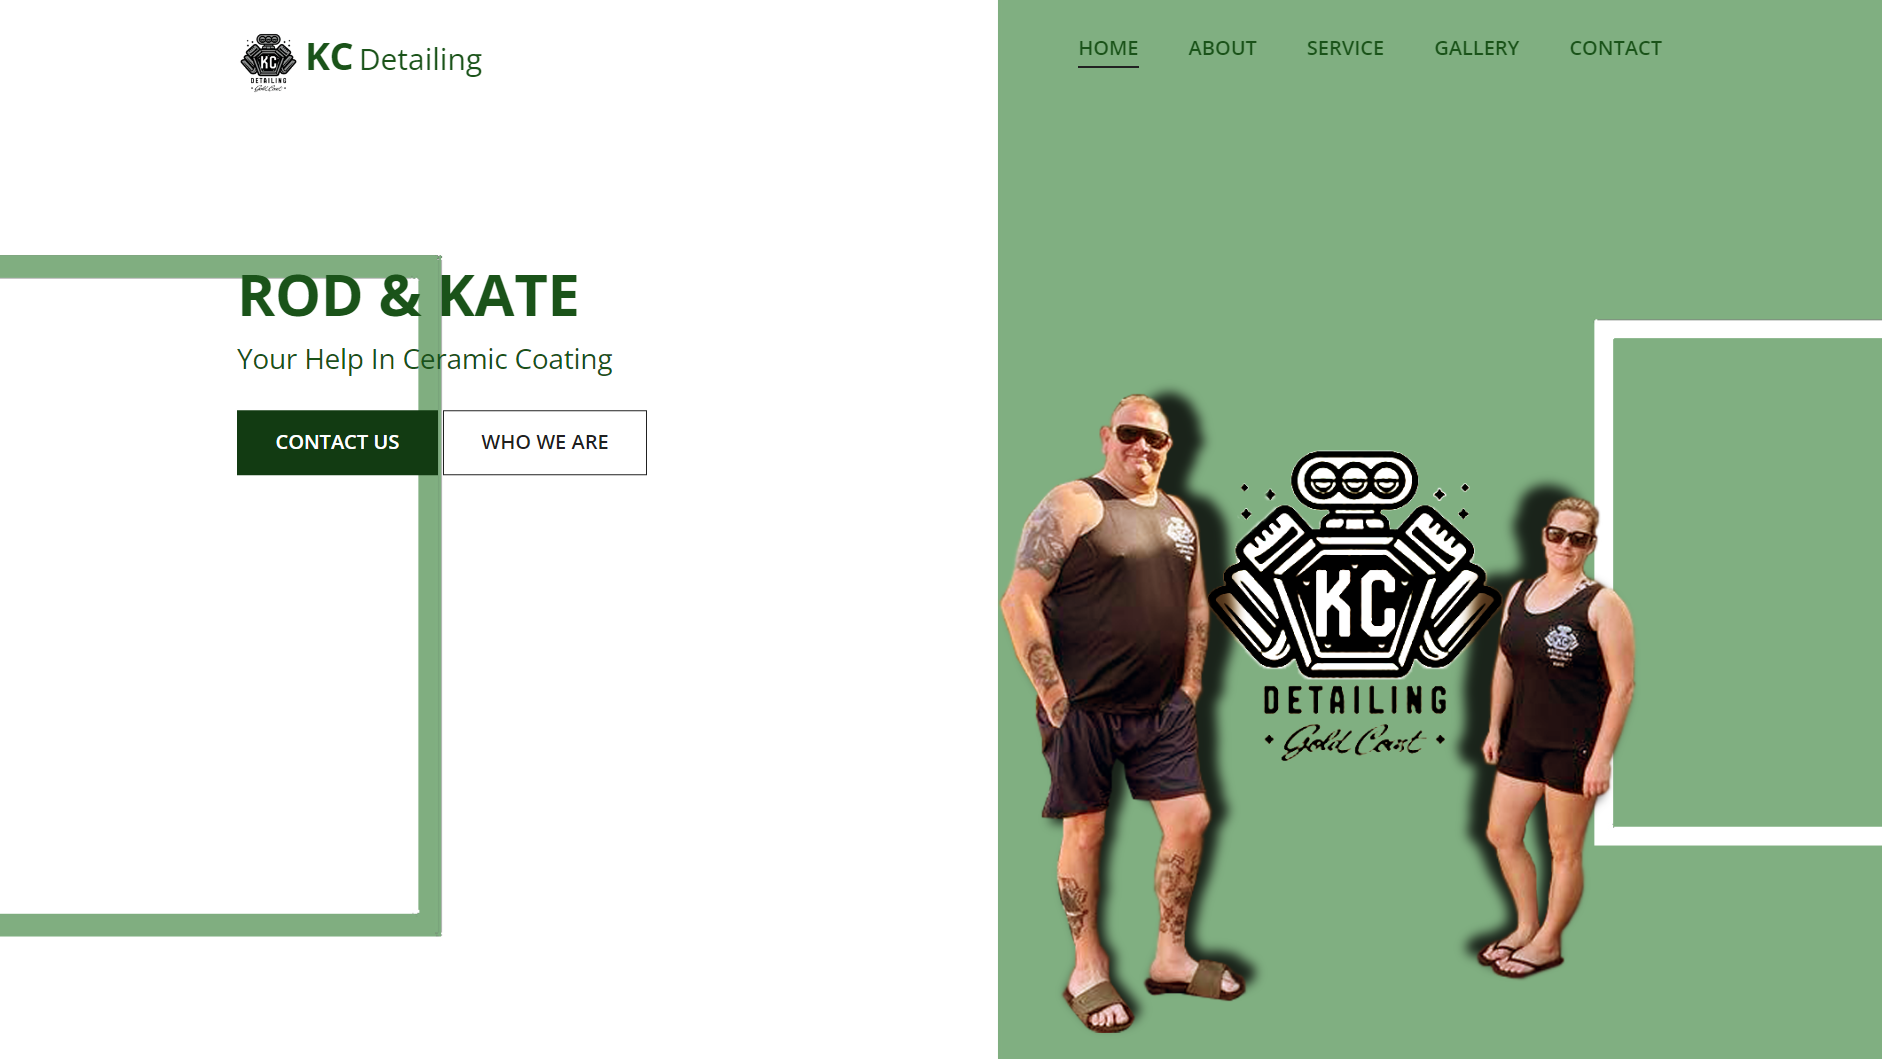 KC Detailing
KC
DETAILING
Gold Coast
HOME
ABOUT
SERVICE
GALLERY
CONTACT
ROD & KATE
Your Help In Ceramic Coating
CONTACT US
WHO WE ARE
KC
DETAILING
Gold Coast
KC